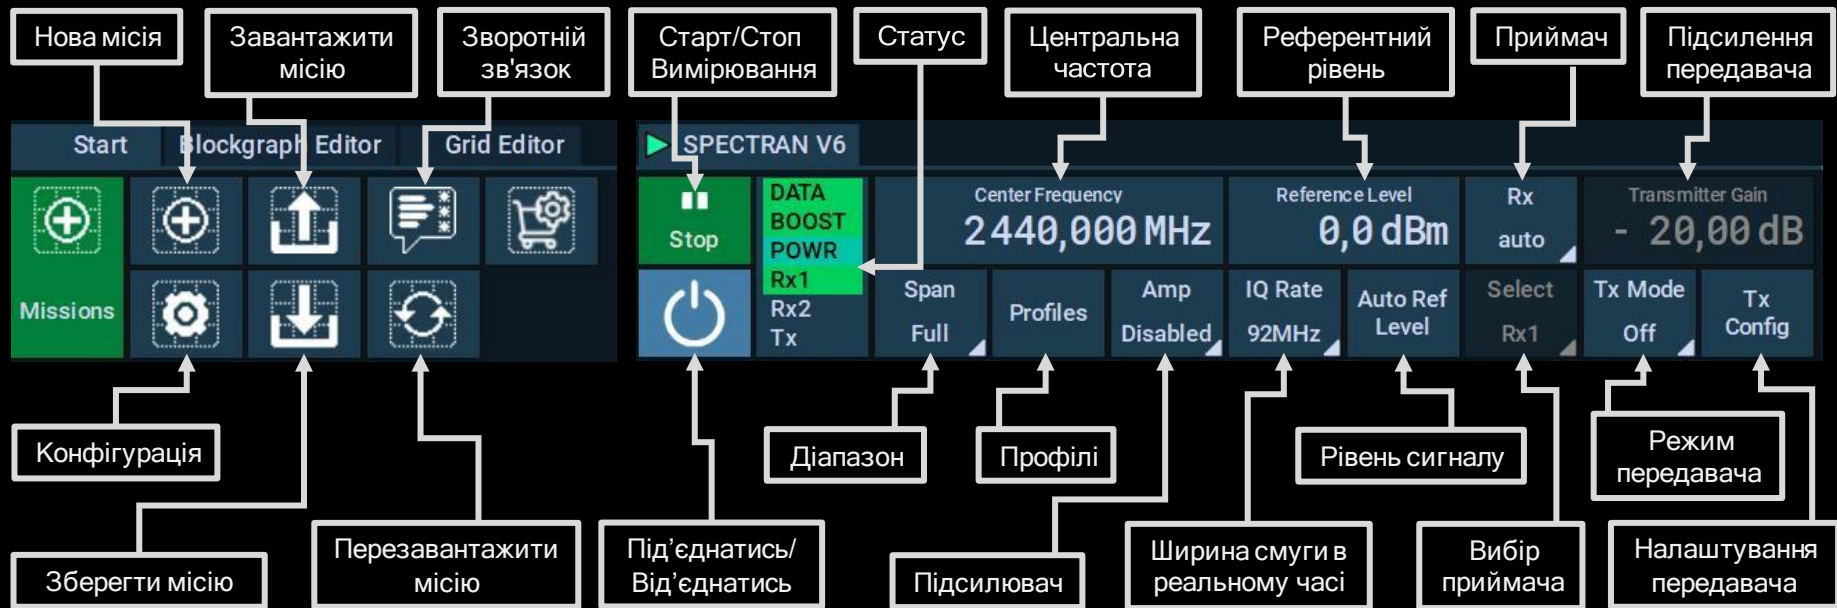 Нова місія
Завантажити
місію
Зворотній
зв'язок
Старт/Стоп
Вимірювання
Статус
Центральна
частота
Референтний
рівень
Приймач
Підсилення
передавача
Start
Blockgraph Editor
Grid Editor
SPECTRAN V6
Missions
Stop
DATA
BOOST
POWR
Rx1
Rx2
Tx
Center Frequency
2440,000 MHz
Reference Level
0,0 dBm
Rx
auto
Transmitter Gain
- 20,00 dB
Span
Full
Profiles
Amp
Disabled
IQ Rate
92MHz
Auto Ref
Level
Select
Rx1
Tx Mode
Off
Tx
Config
Конфігурація
Діапазон
Профілі
Рівень сигналу
Режим
передавача
Зберегти місію
Перезавантажити
місію
Під’єднатись/
Від’єднатись
Підсилювач
Ширина смуги в
реальному часі
Вибір
приймача
Налаштування
передавача